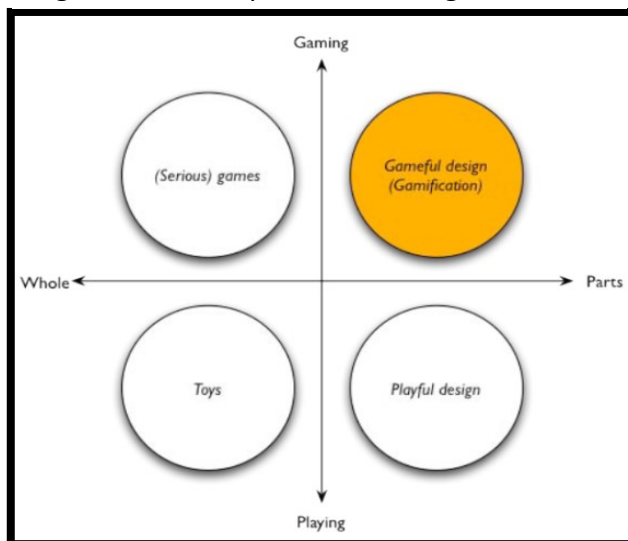 Gaming
(Serious) games
Gameful design
(Gamification)
Whole
Parts
Toys
Playful design
Playing